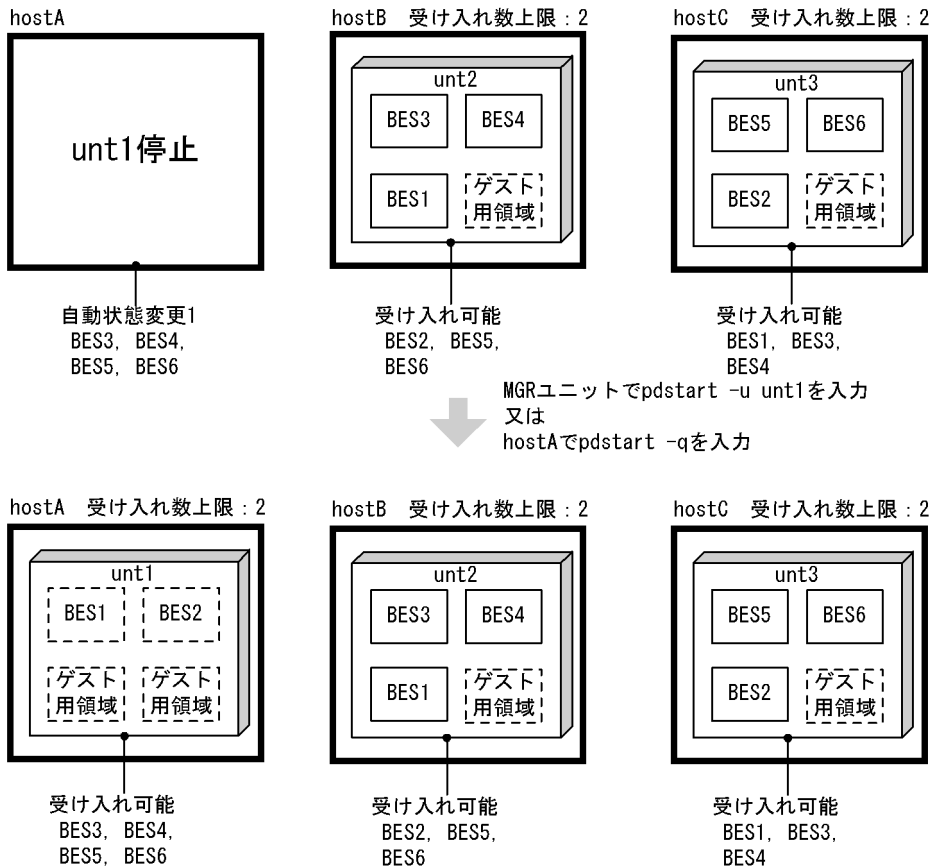 hostA
hostB 受け入れ数上限：2
hostC 受け入れ数上限：2
unt1停止
unt2
BES3
BES4
BES1
ゲスト
用領域
unt3
BES5
BES6
BES2
ゲスト
用領域
自動状態変更1
BES3, BES4,
BES5, BES6
受け入れ可能
BES2, BES5,
BES6
受け入れ可能
BES1, BES3,
BES4
MGRユニットでpdstart -u unt1を入力
又は
hostAでpdstart -qを入力
hostA 受け入れ数上限：2
hostB 受け入れ数上限：2
hostC 受け入れ数上限：2
unt1
BES1
BES2
ゲスト
用領域
ゲスト
用領域
unt2
BES3
BES4
BES1
ゲスト
用領域
unt3
BES5
BES6
BES2
ゲスト
用領域
受け入れ可能
BES3, BES4,
BES5, BES6
受け入れ可能
BES2, BES5,
BES6
受け入れ可能
BES1, BES3,
BES4